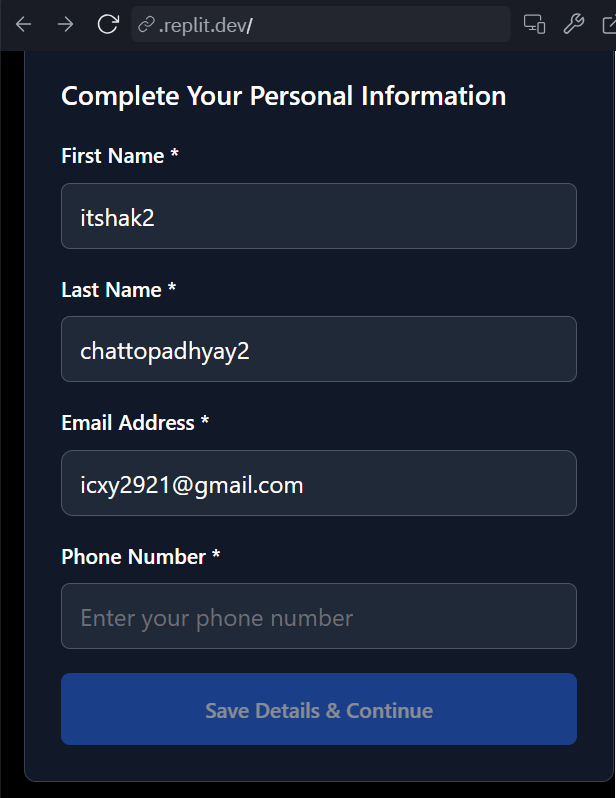 .replit.dev/
Complete Your Personal Information
First Name *
itshak2
Last Name *
chattopadhyay2
Email Address *
icxy2921@gmail.com
Phone Number *
Enter your phone number
Save Details & Continue